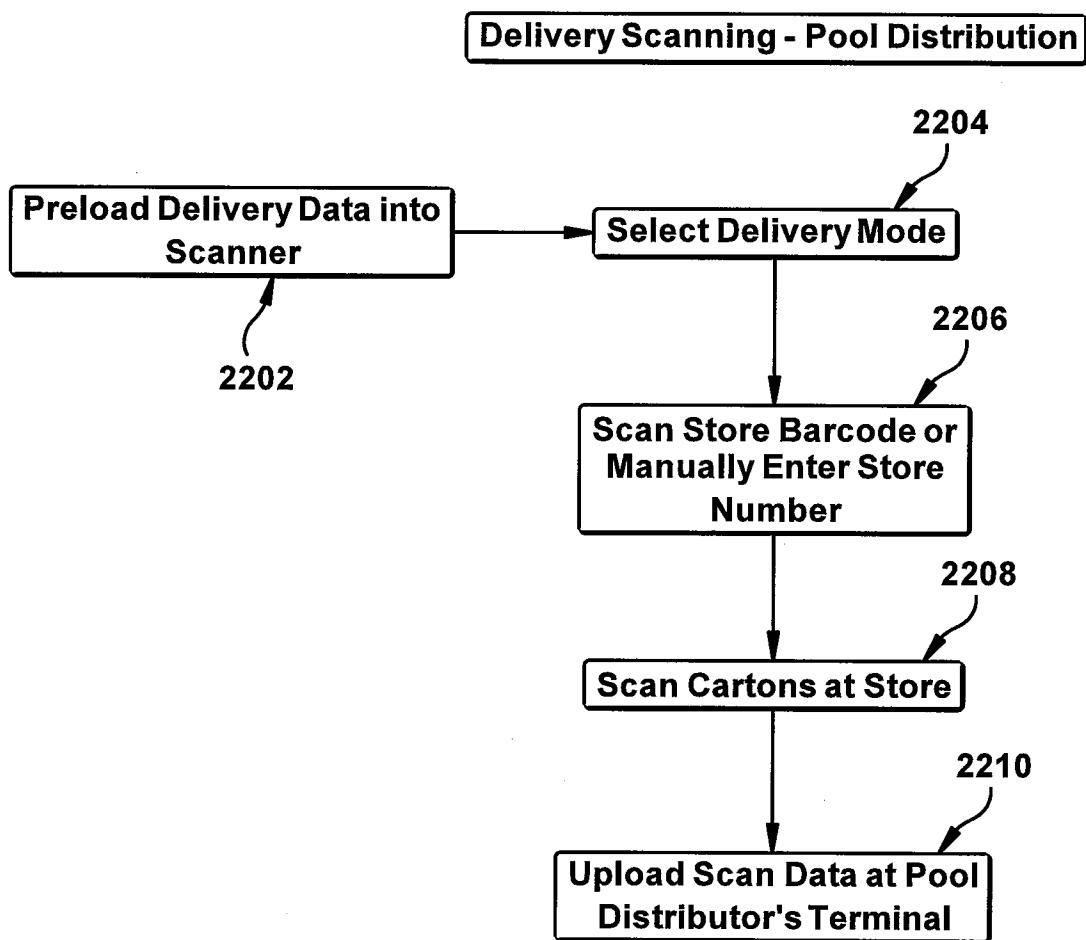 Delivery Scanning - Pool Distribution
2204
Preload Delivery Data into
Scanner
Select Delivery Mode
2202
2206
Scan Store Barcode or
Manually Enter Store
Number
2208
Scan Cartons at Store
2210
Upload Scan Data at Pool
Distributor's Terminal